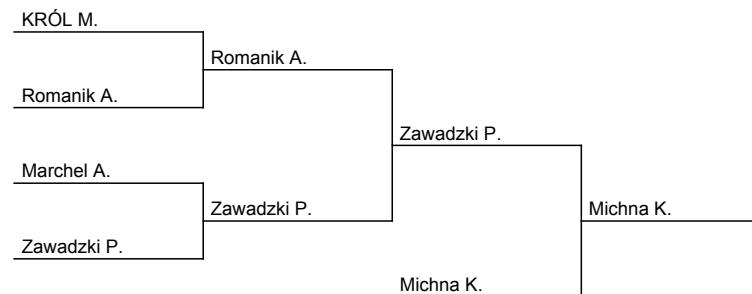 KRÓL M.
Romanik A.
Romanik A.
Zawadzki P.
Marchel A.
Zawadzki P.
Michna K.
Zawadzki P.
Michna K.